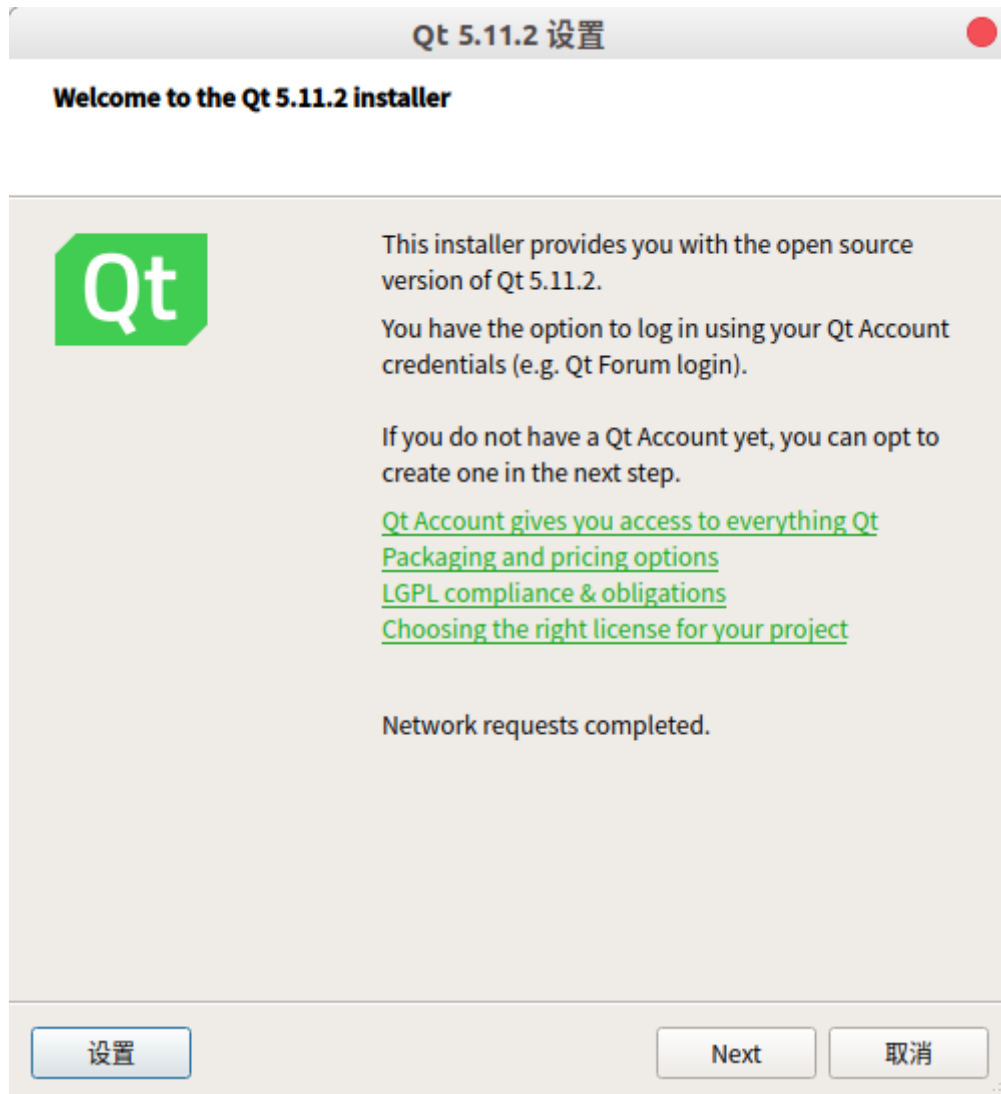 Qt 5.11.2 设置
Welcome to the Qt 5.11.2 installer
Qt
This installer provides you with the open source
version of Qt 5.11.2.
You have the option to log in using your Qt Account
credentials (e.g. Qt Forum login).
If you do not have a Qt Account yet, you can opt to
create one in the next step.
Qt Account gives you access to everything Qt
Packaging and pricing options
LGPL compliance & obligations
Choosing the right license for your project
Network requests completed.
设置
Next
取消